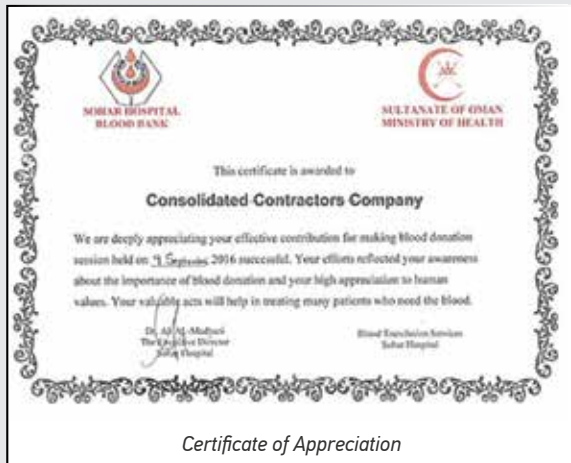 SOHAR HOSPITAL
BLOOD BANK
SULTANATE OF OMAN
MINISTRY OF HEALTH
This certificate is awarded to
Consolidated Contractors Company
We are deeply appreciating your effective contribution for making blood donation
session held on September 2016 successful. Your efforts reflected your awareness
about the importance of blood donation and your high appreciation to human
values. Your valuable acts will help in treating many patients who need the blood.
Dr. Ali
The Executive Director
Sohar Hospital
Blood Services
Sohar Hospital
Certificate of Appreciation